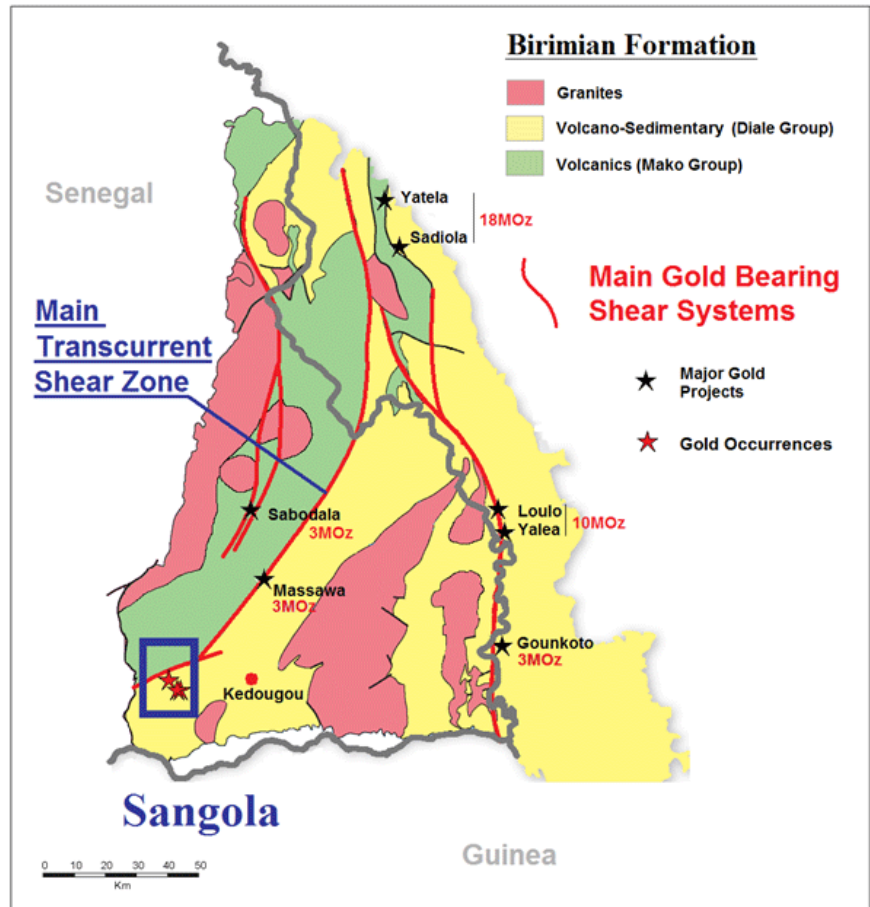 Birimian Formation
Granites
Volcano-Sedimentary (Diale Group)
Volcanics (Mako Group)
Senegal
Yatela
18MOz
Sadiola
Main Gold Bearing
Shear Systems
Main
Transcurrent
Shear Zone
Major Gold
Projects
Gold Occurrences
Sabodala
3MOz
Loulo
Yalea
10MOz
Massawa
3MOz
Gounkoto
3MOz
Kedougou
Sangola
Guinea
0 10 20 30 40 50
Km